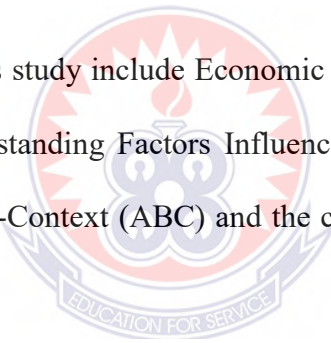 s study include Economic
standing Factors Influenc
-Context (ABC) and the c
EDUCATION FOR SERVICE